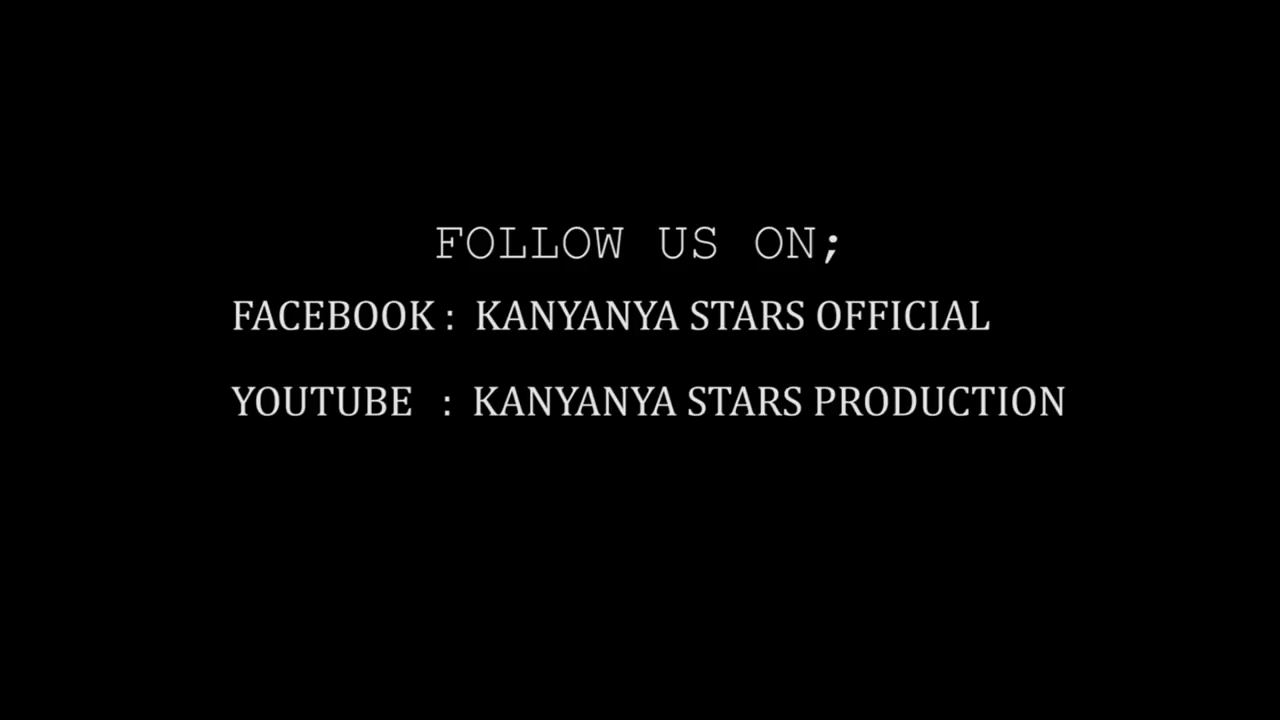 FOLLOW US ON;
FACEBOOK : KANYANYA STARS OFFICIAL
YOUTUBE : KANYANYA STARS PRODUCTION